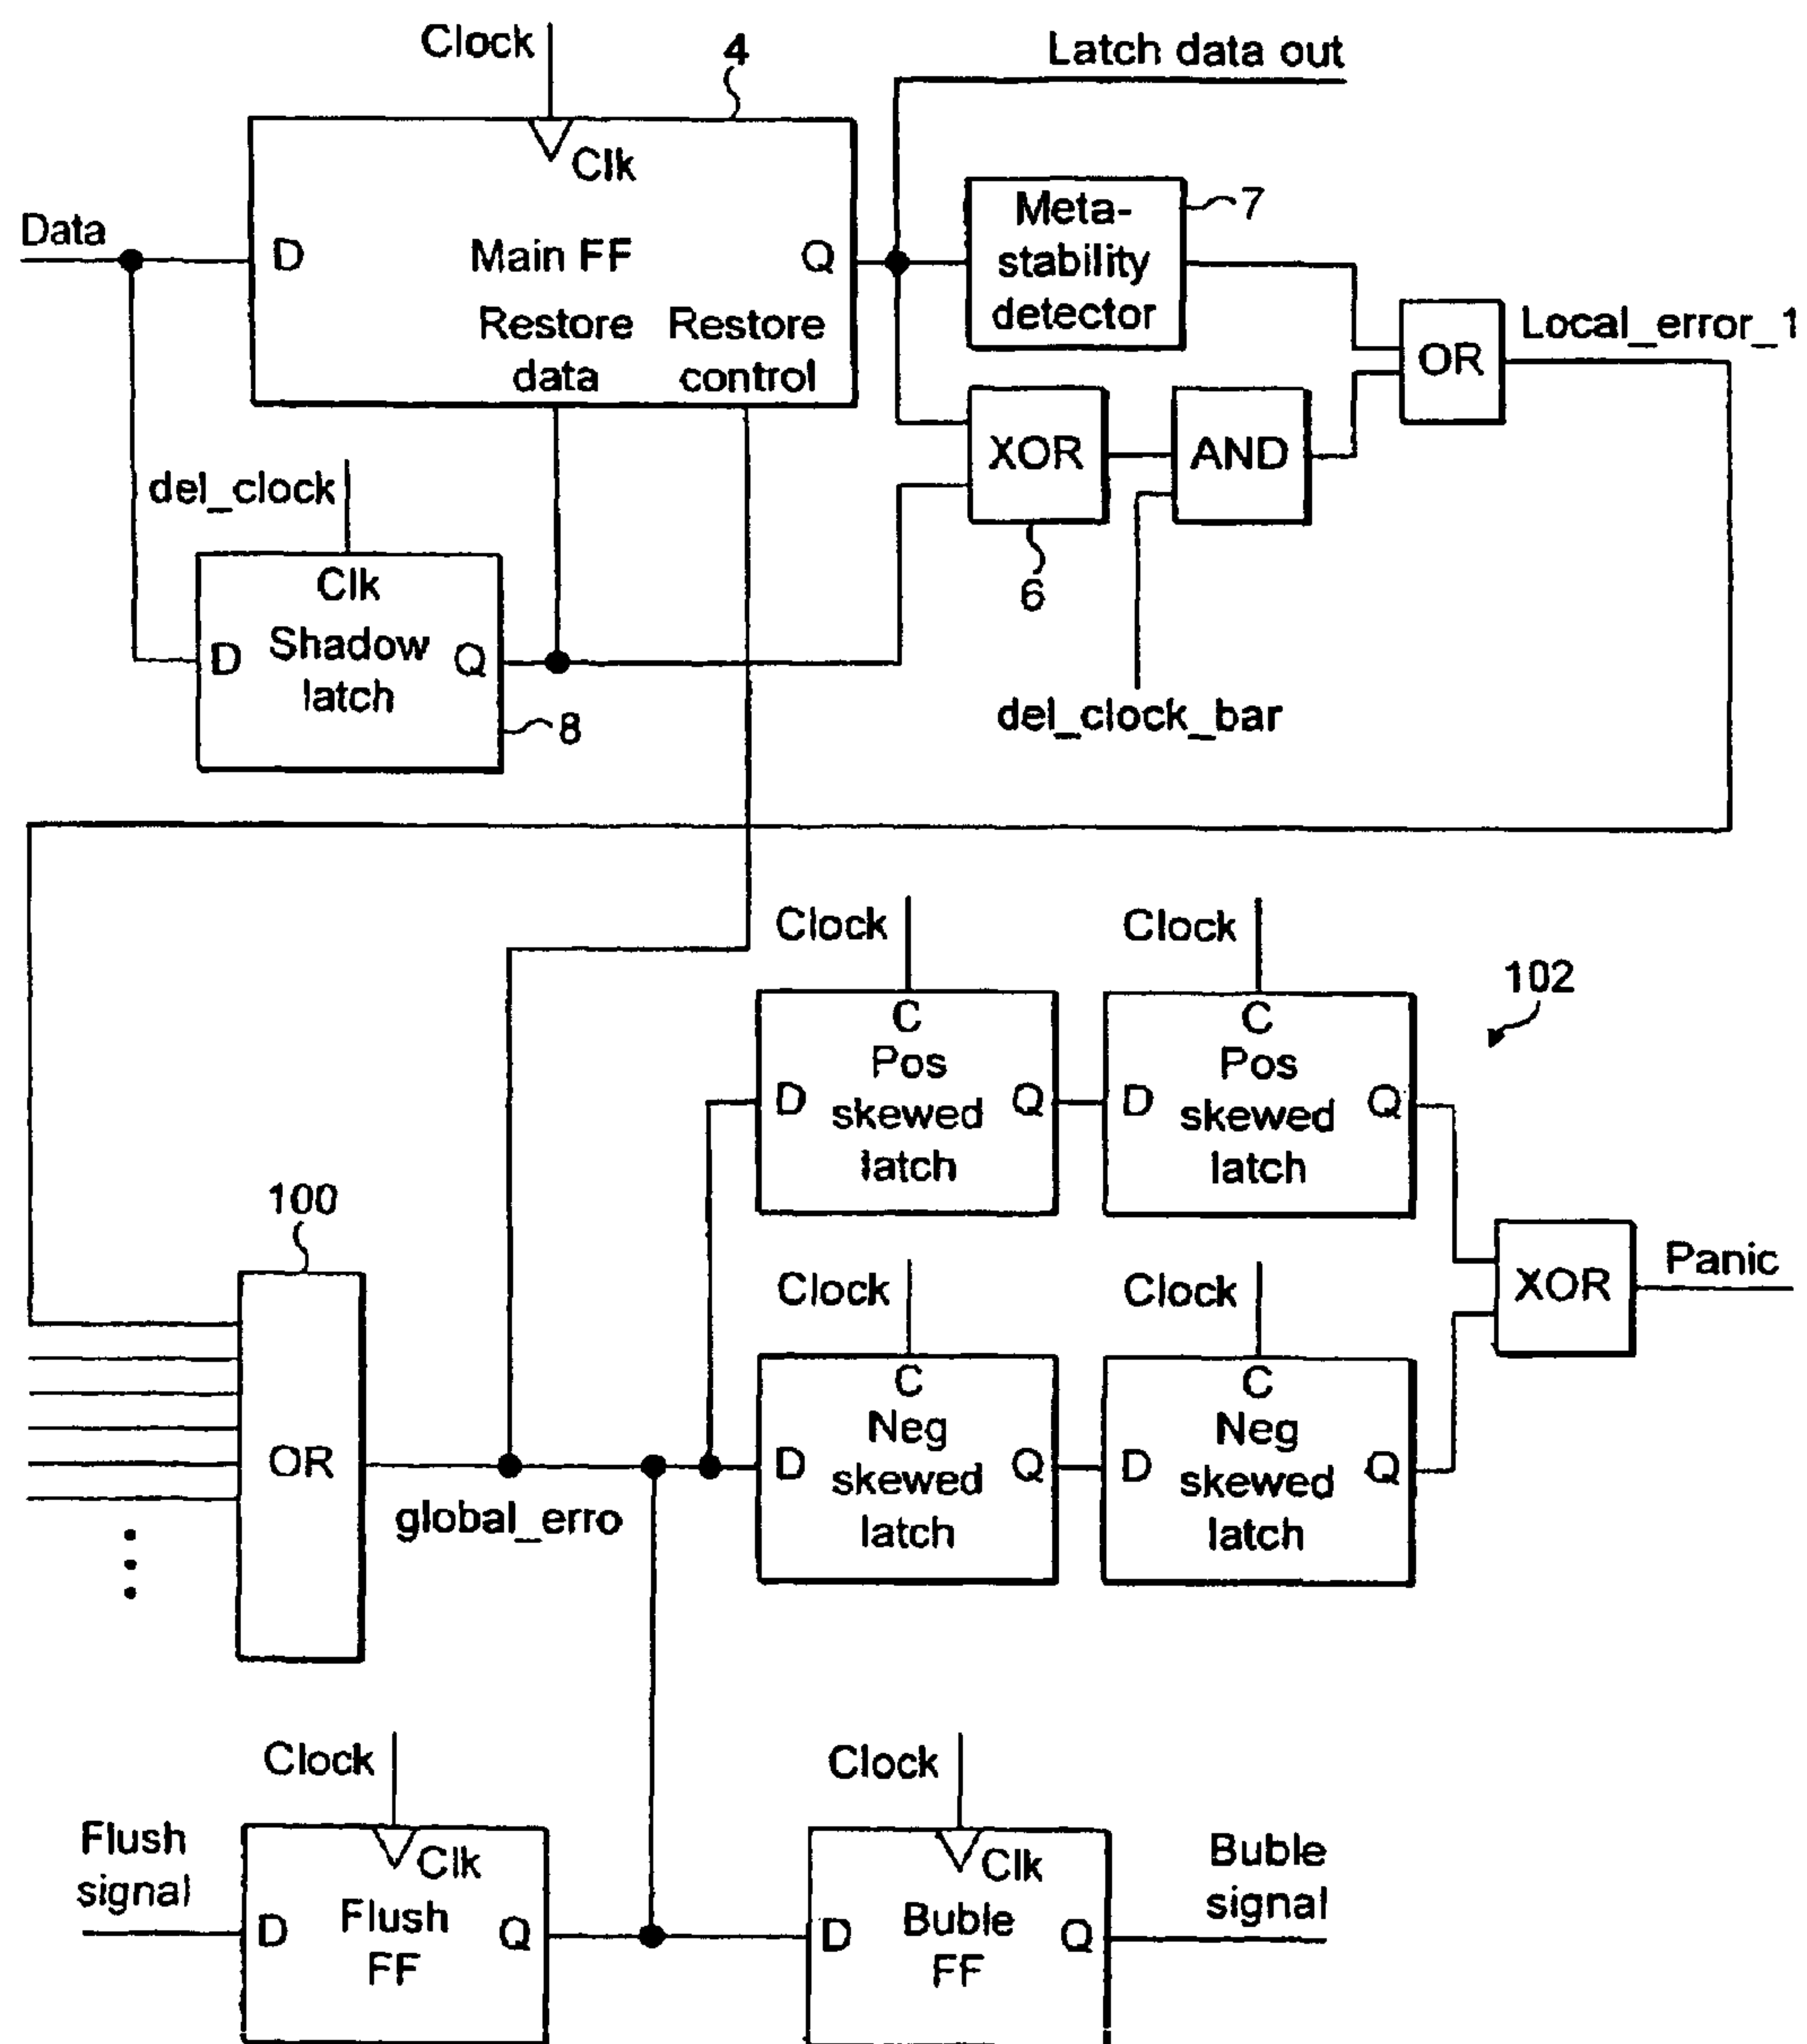 Clock
4
Latch data out
Clk
Meta-
stability
detector
7
Data
D
Main FF
Q
Restore
data
Restore
control
OR
Local_error_1
del_clock
XOR
AND
6
Clk
D
Shadow
latch
Q
8
del_clock_bar
Clock
Clock
102
C
Pos
skewed
latch
D
Q
C
Pos
skewed
latch
D
Q
100
OR
global_erro
Clock
Clock
XOR
Panic
C
Neg
skewed
latch
D
Q
C
Neg
skewed
latch
D
Q
Clock
Clock
Flush
signal
Clk
D
Flush
FF
Q
Clk
D
Buble
FF
Q
Buble
signal